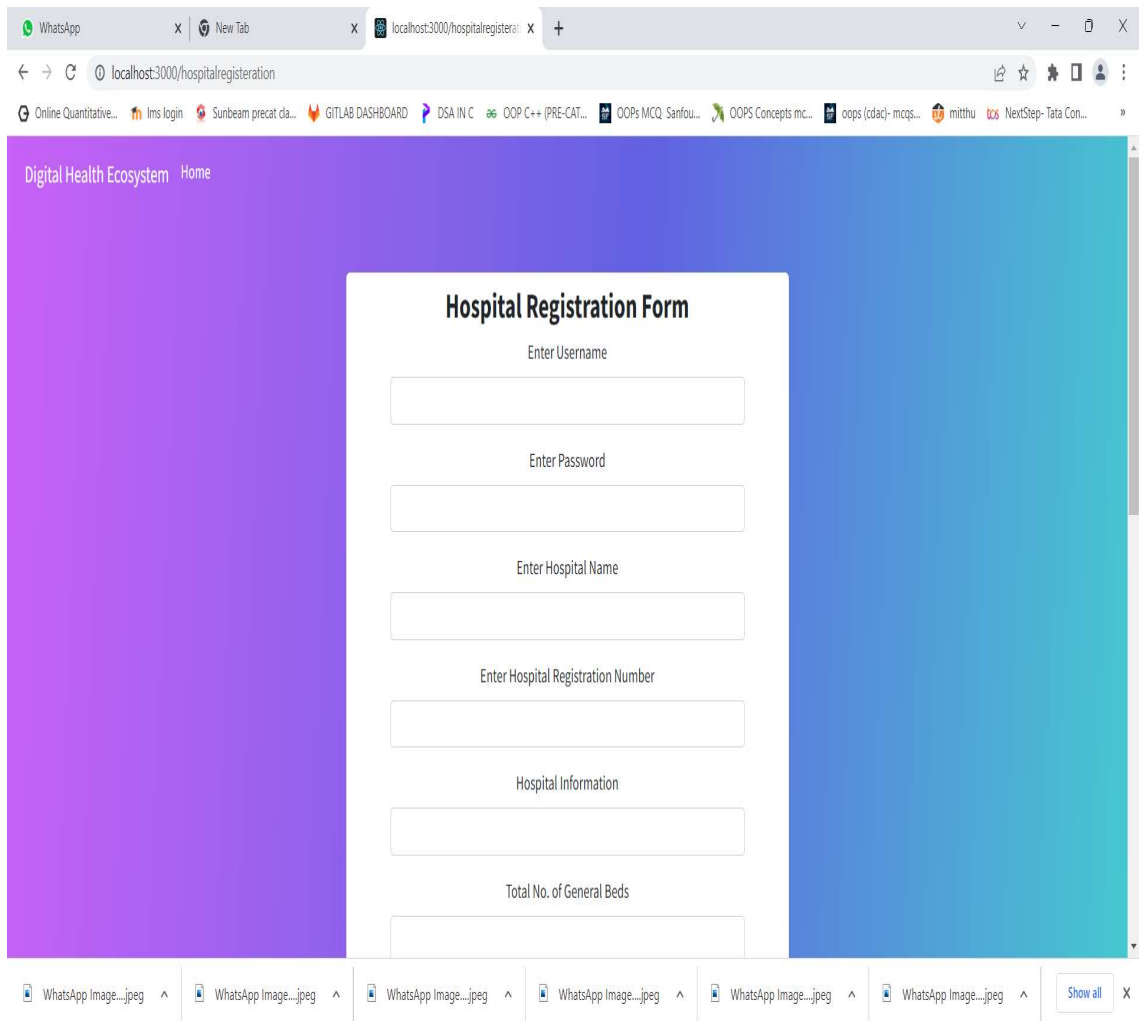 WhatsApp
New Tab
localhost:3000/hospitalregisterat
localhost:3000/hospitalregisteration
Online Quantitative... lms login Sunbeam precat cla... GITLAB DASHBOARD DSA IN C OOP C++ (PRE-CAT... OOPs MCQ Sanfou... OOPS Concepts mc... oops (cdac)- mcqs... mitthu NextStep- Tata Con... »
Digital Health Ecosystem Home
Hospital Registration Form
Enter Username
Enter Password
Enter Hospital Name
Enter Hospital Registration Number
Hospital Information
Total No. of General Beds
WhatsApp Image....jpeg WhatsApp Image....jpeg WhatsApp Image....jpeg WhatsApp Image....jpeg WhatsApp Image....jpeg WhatsApp Image....jpeg Show all